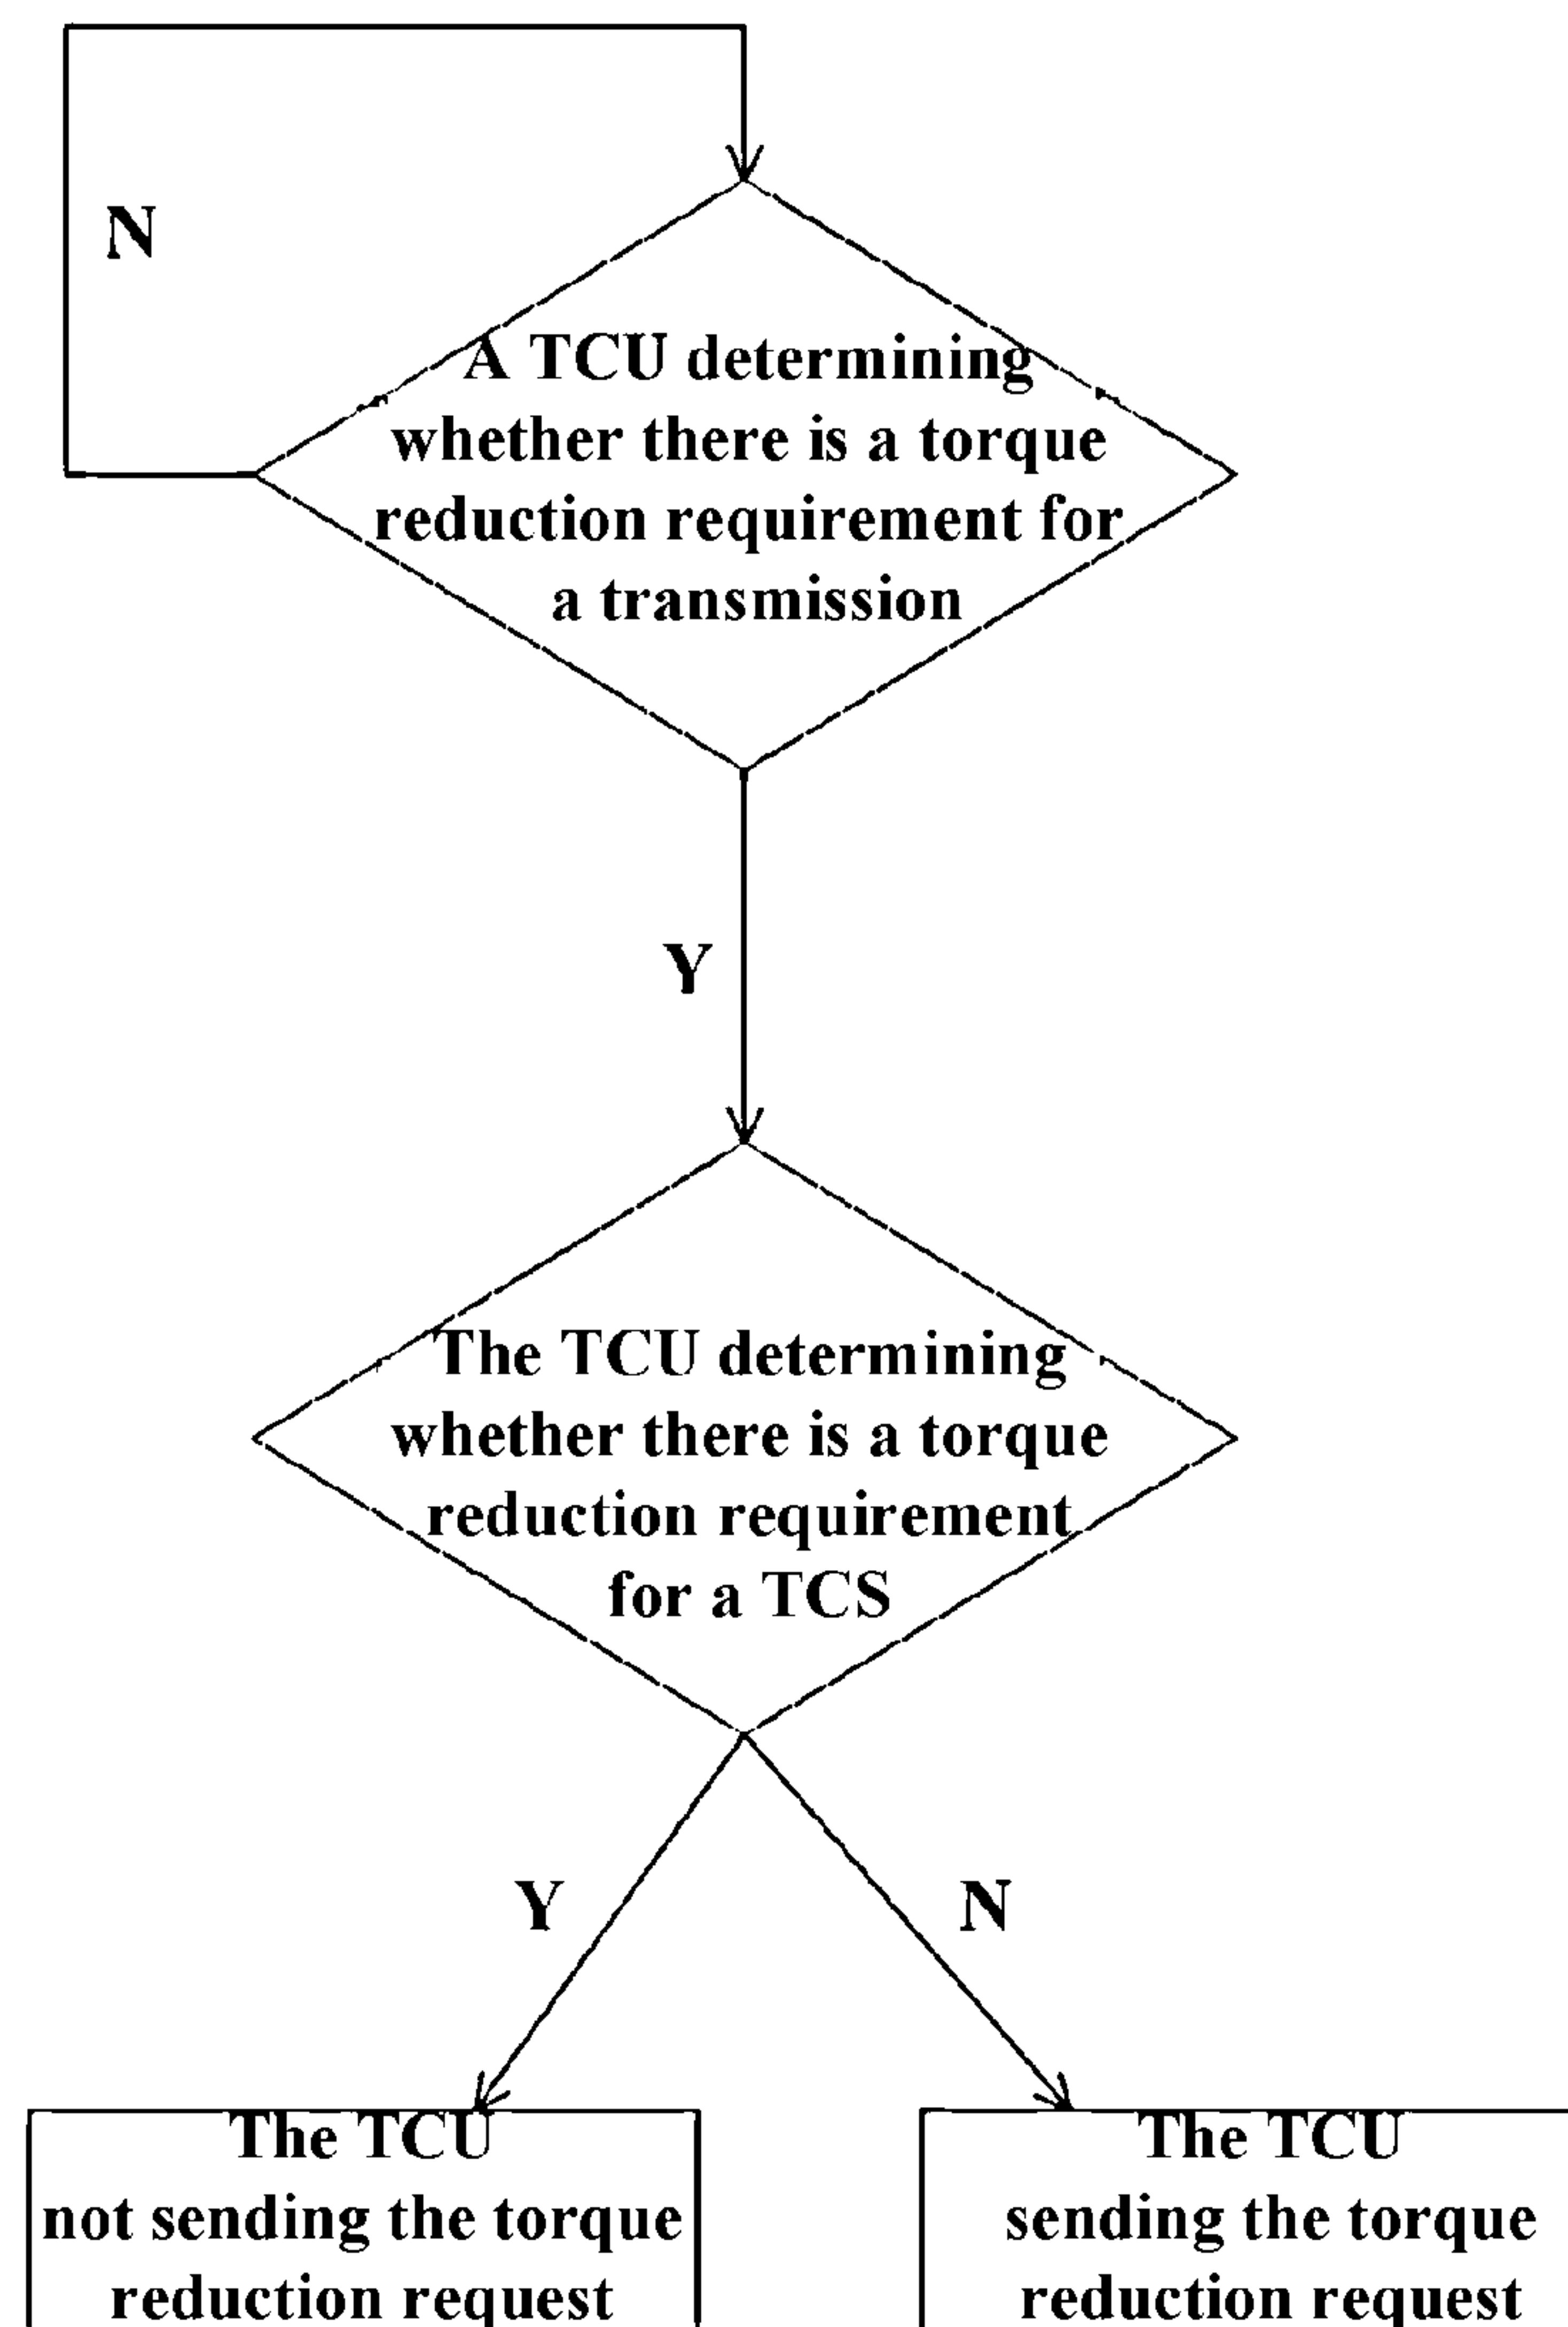 N
A TCU determining
whether there is a torque
reduction requirement for
a transmission
Y
The TCU determining
whether there is a torque
reduction requirement
for a TCS
Y
N
The TCU
not sending the torque
reduction request
The TCU
sending the torque
reduction request